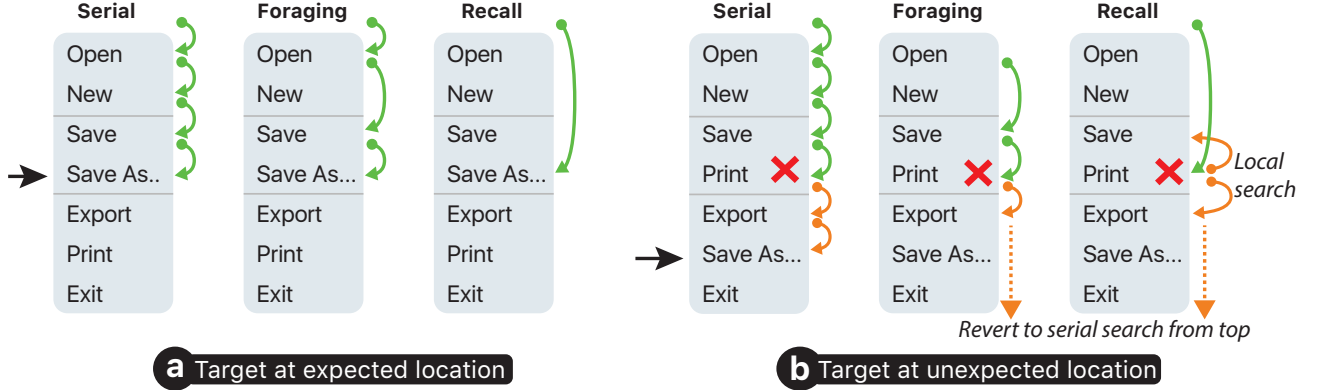 Serial
Open
New
Save
Save As..
Export
Print
Exit
Foraging
Open
New
Save
Save As...
Export
Print
Exit
Recall
Open
New
Save
Save As...
Export
Print
Exit
a Target at expected location
Serial
Open
New
Save
Print
Export
Save As...
Exit
Foraging
Open
New
Save
Print
Export
Save As...
Exit
Recall
Open
New
Save
Print
Export
Save As...
Exit
Local
search
Revert to serial search from top
b Target at unexpected location